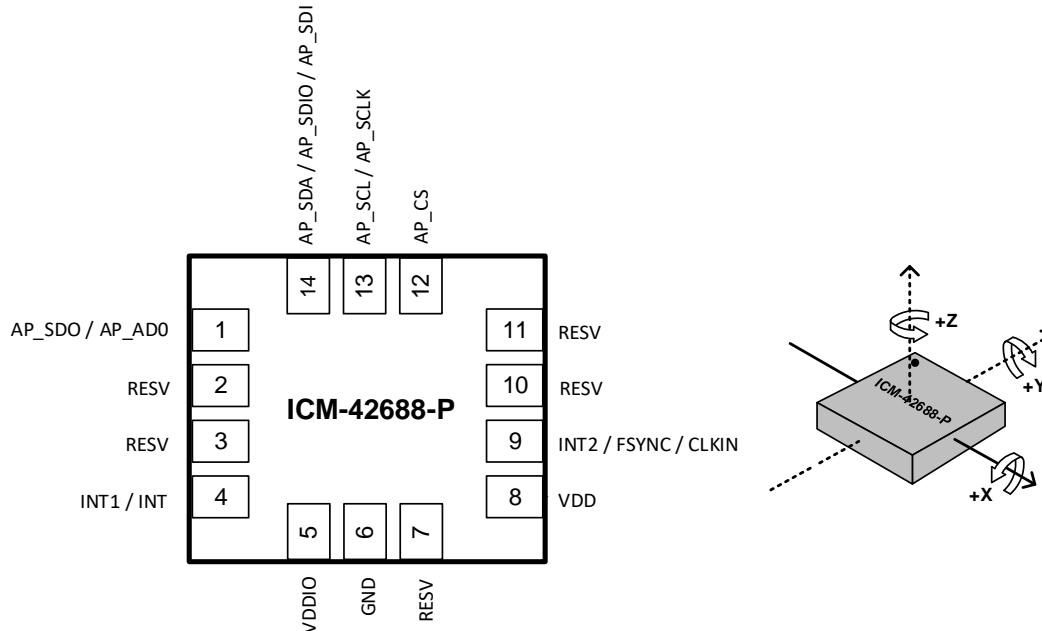 AP_SDA / AP_SDIO / AP_SDI
AP_SCL / AP_SCLK
AP_CS
14
13
12
AP_SDO / AP_AD0
1
11
RESV
RESV
2
10
RESV
ICM-42688-P
RESV
3
9
INT2 / FSYNC / CLKIN
INT1 / INT
4
8
VDD
5
6
7
VDDIO
GND
RESV
+Z
+Y
ICM-42688-P
+X